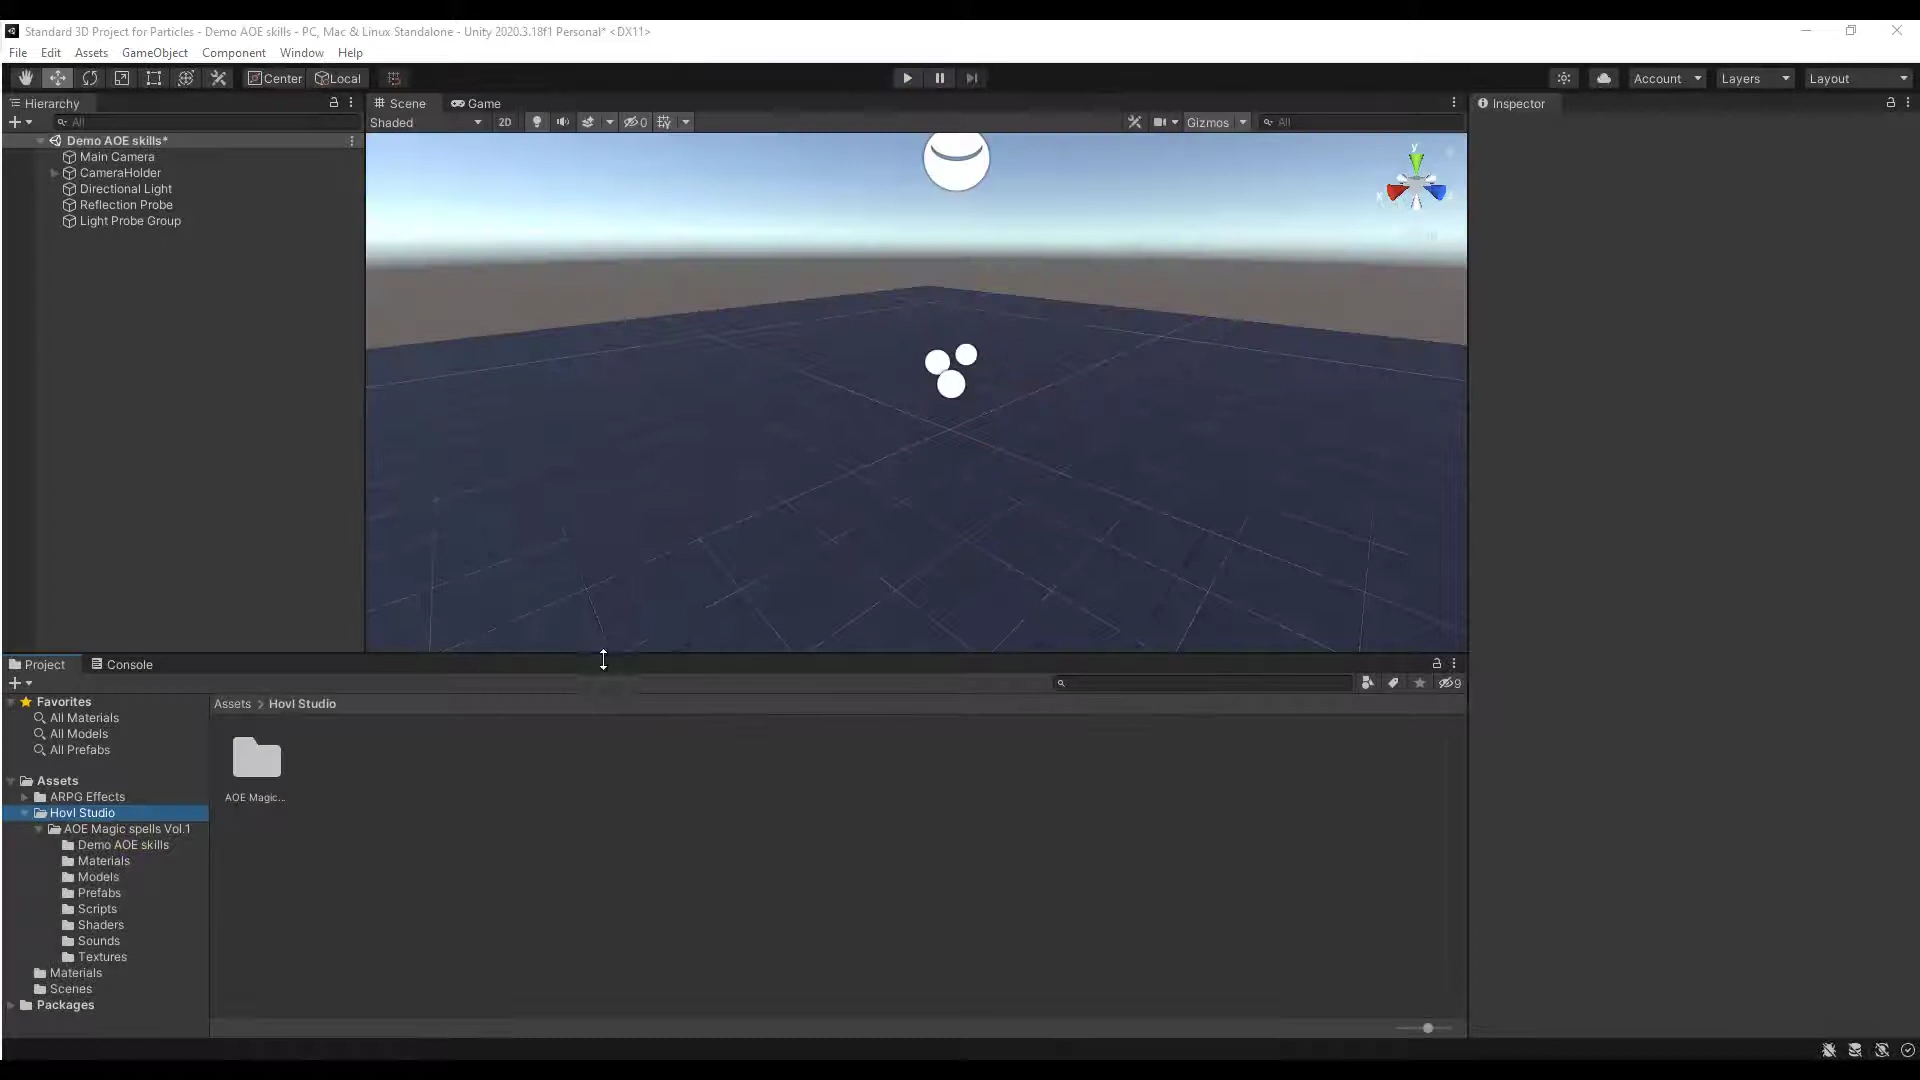 Standard 3D Project for Particles - Demo AOE skills - PC, Mac & Linux Standalone - Unity 2020.3.18f1 Personal* <DX11>
File Edit Assets GameObject Component Window Help
Center Local Account Layers Layout
Hierarchy
All
Demo AOE skills*
Main Camera
CameraHolder
Directional Light
Reflection Probe
Light Probe Group
Scene Game
Shaded 2D 0 Gizmos All
y
x
Inspector
Project Console
9
Favorites
All Materials
All Models
All Prefabs
Assets
ARPG Effects
Hovl Studio
AOE Magic spells Vol.1
Demo AOE skills
Materials
Models
Prefabs
Scripts
Shaders
Sounds
Textures
Materials
Scenes
Packages
Assets > Hovl Studio
AOE Magic...